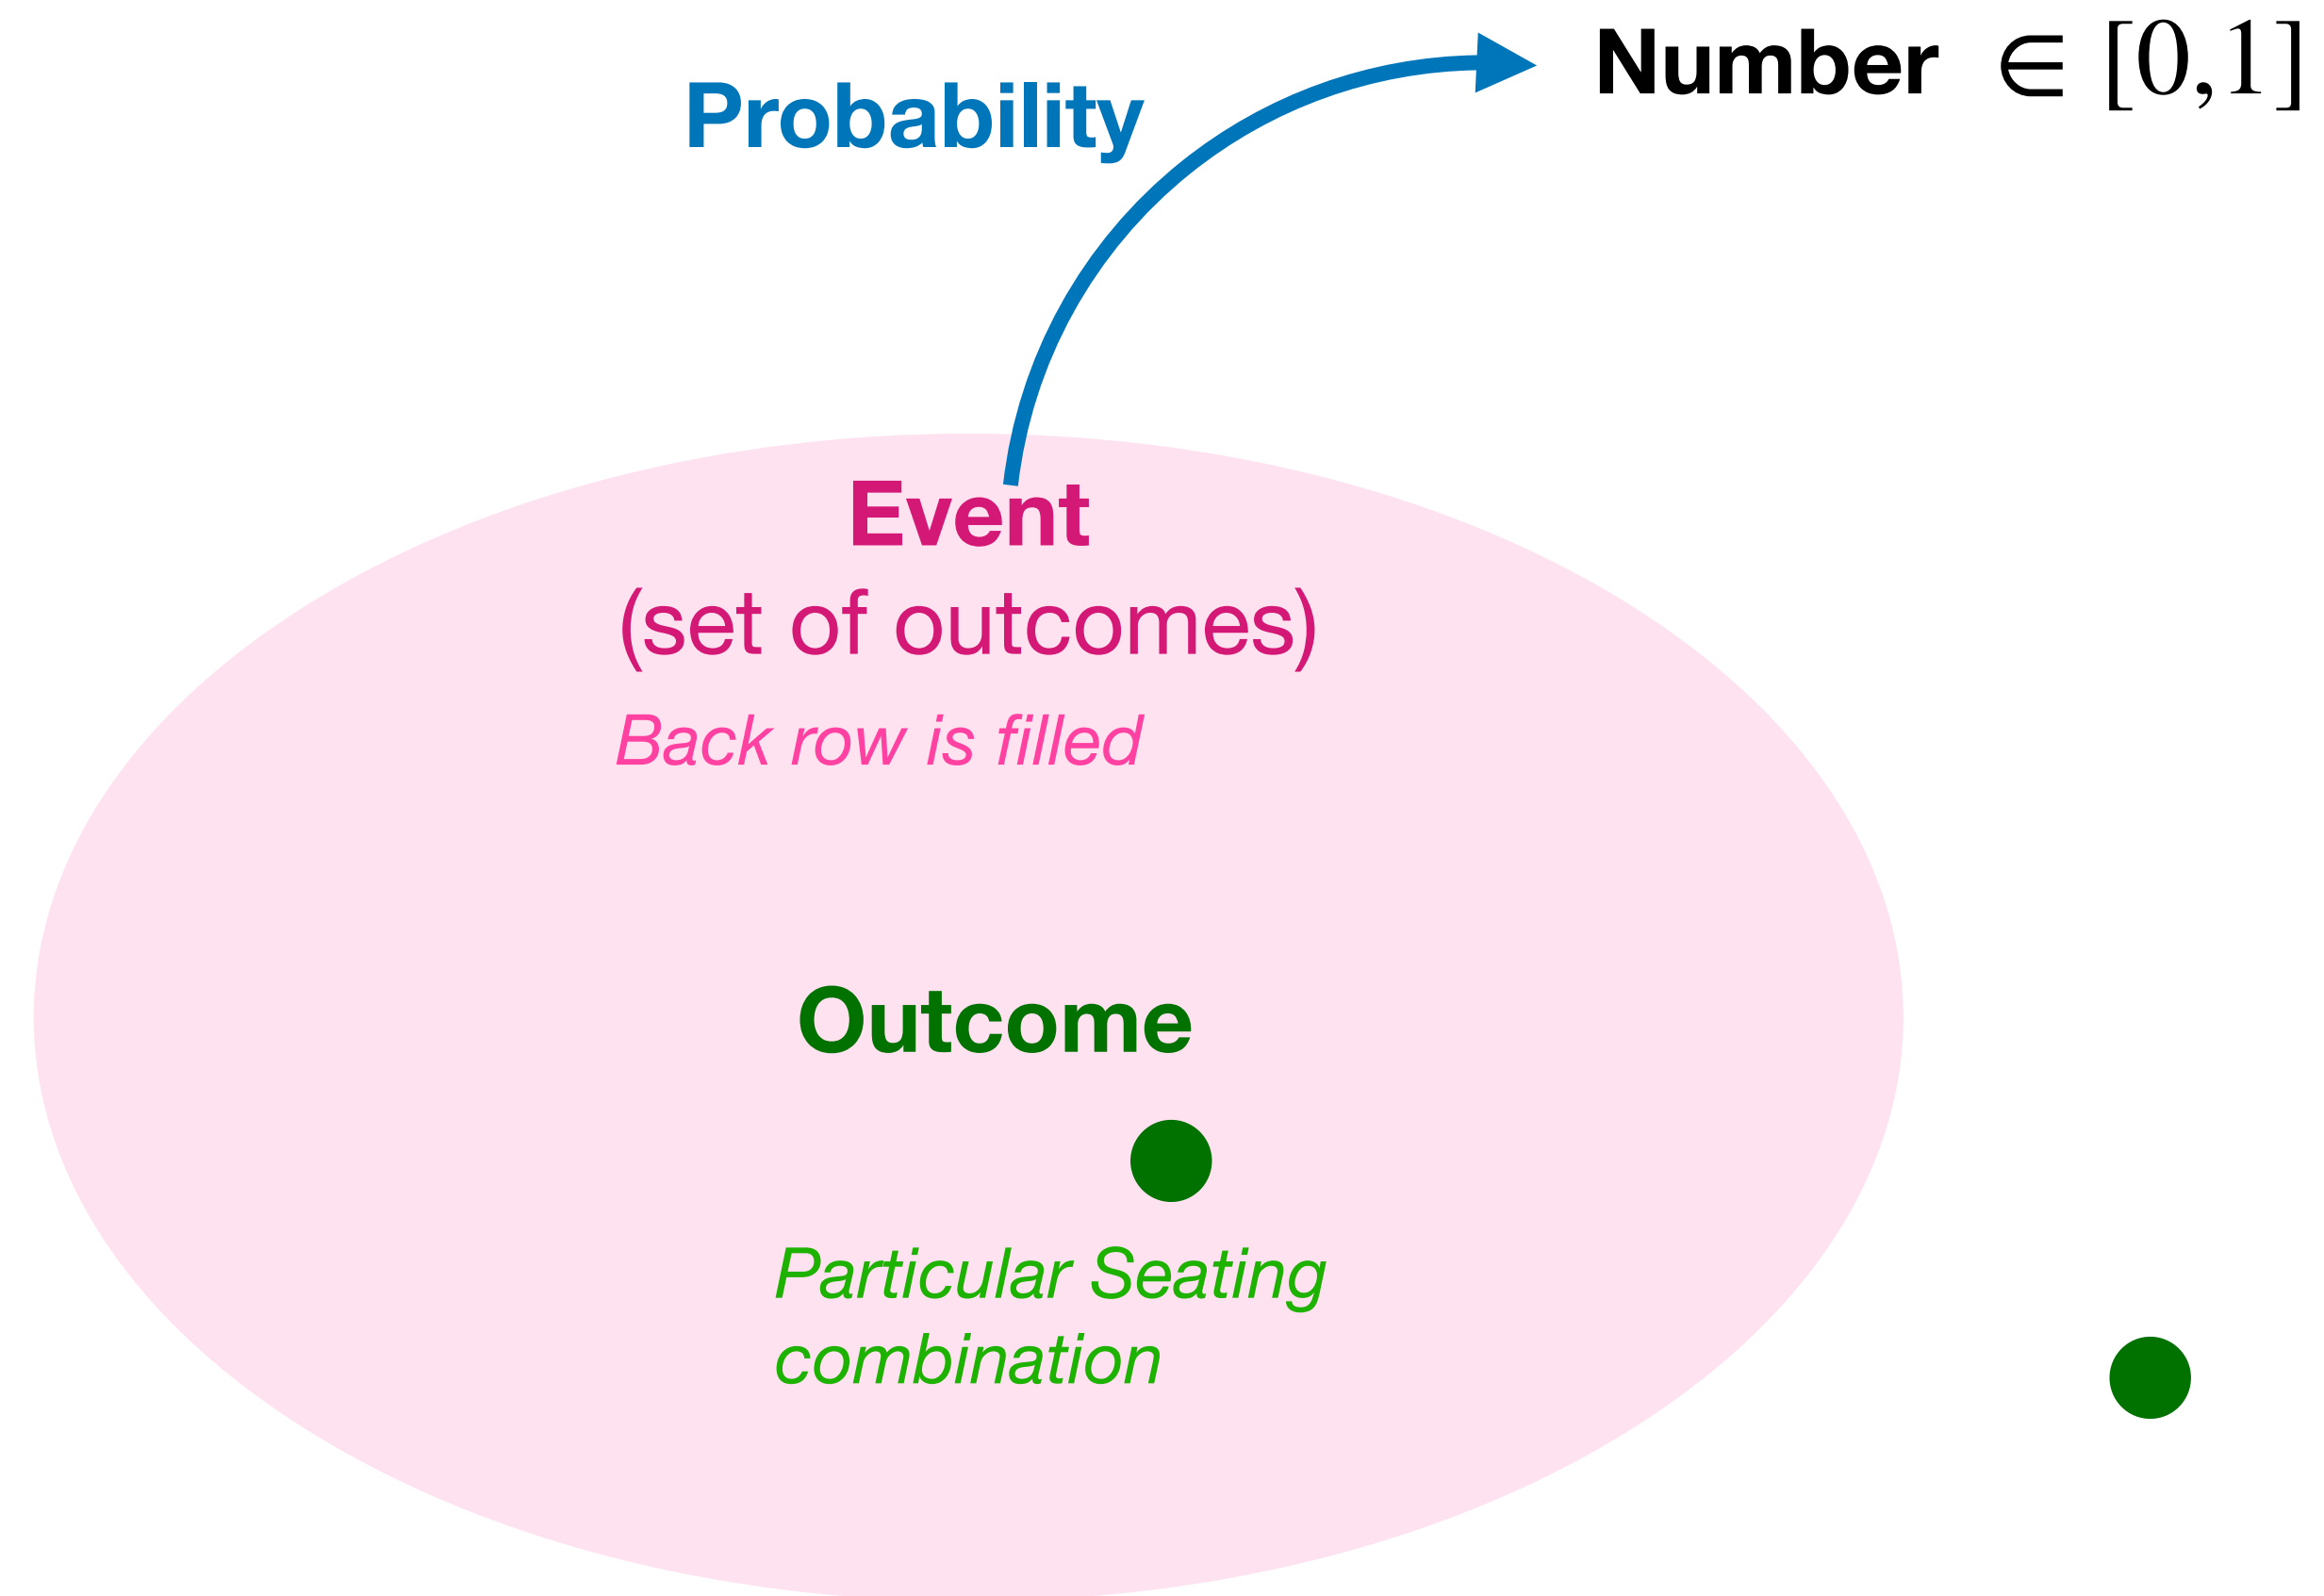 Number ∈ [0,1]
Probability
Event
(set of outcomes)
Back row is filled
Outcome
Particular Seating
combination